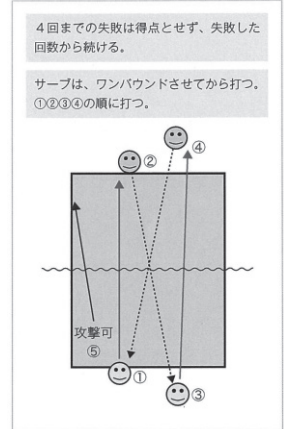 ４回までの失敗は得点とせず、失敗した
回数から続ける。
サーブは、ワンバウンドさせてから打つ。
①②③④の順に打つ。
④
②
攻撃可
⑤
①
③